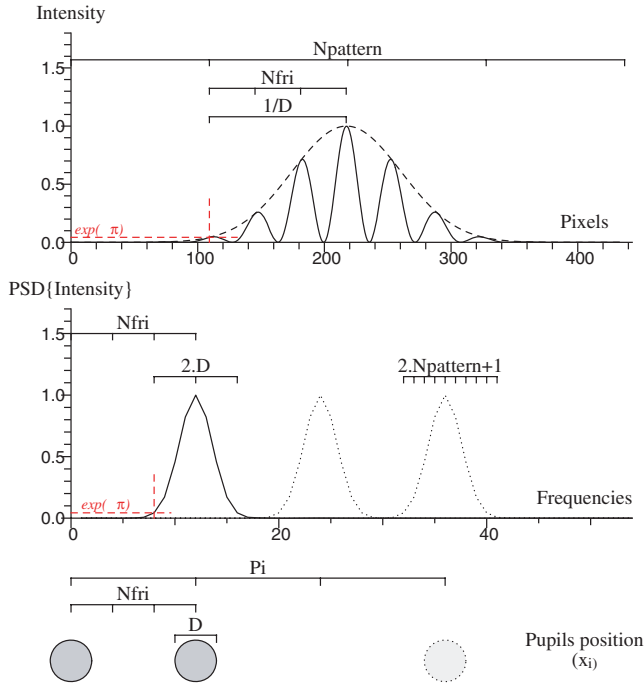 Intensity
1.5
1.0
0.5
0.0
Npattern
Nfri
1/D
exp( π)
Pixels
0 100 200 300 400
PSD{Intensity}
1.5
1.0
0.5
0.0
Nfri
2.D
2.Npattern+1
exp( π)
Frequencies
0 20 40
Pi
Nfri
D
Pupils position
(xi)